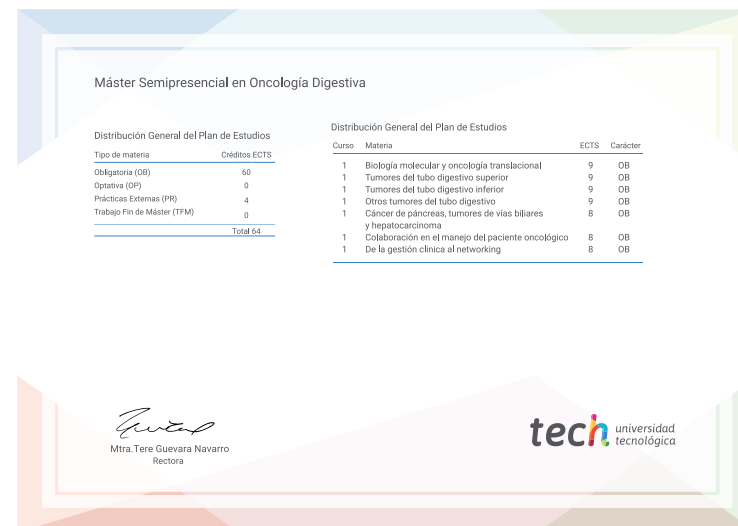 Máster Semipresencial en Oncología Digestiva
Distribución General del Plan de Estudios
Tipo de materia Créditos ECTS
Obligatoria (OB) 60
Optativa (OP) 0
Prácticas Externas (PR) 4
Trabajo Fin de Máster (TFM) 0
Total 64
Distribución General del Plan de Estudios
Curso Materia ECTS Carácter
1 Biología molecular y oncología translacional 9 OB
1 Tumores del tubo digestivo superior 9 OB
1 Tumores del tubo digestivo inferior 9 OB
1 Otros tumores del tubo digestivo 9 OB
1 Cáncer de páncreas, tumores de vías biliares 8 OB
y hepatocarcinoma
1 Colaboración en el manejo del paciente oncológico 8 OB
1 De la gestión clinica al networking 8 OB
Mtra.Tere Guevara Navarro
Rectora
tech universidad
tecnológica